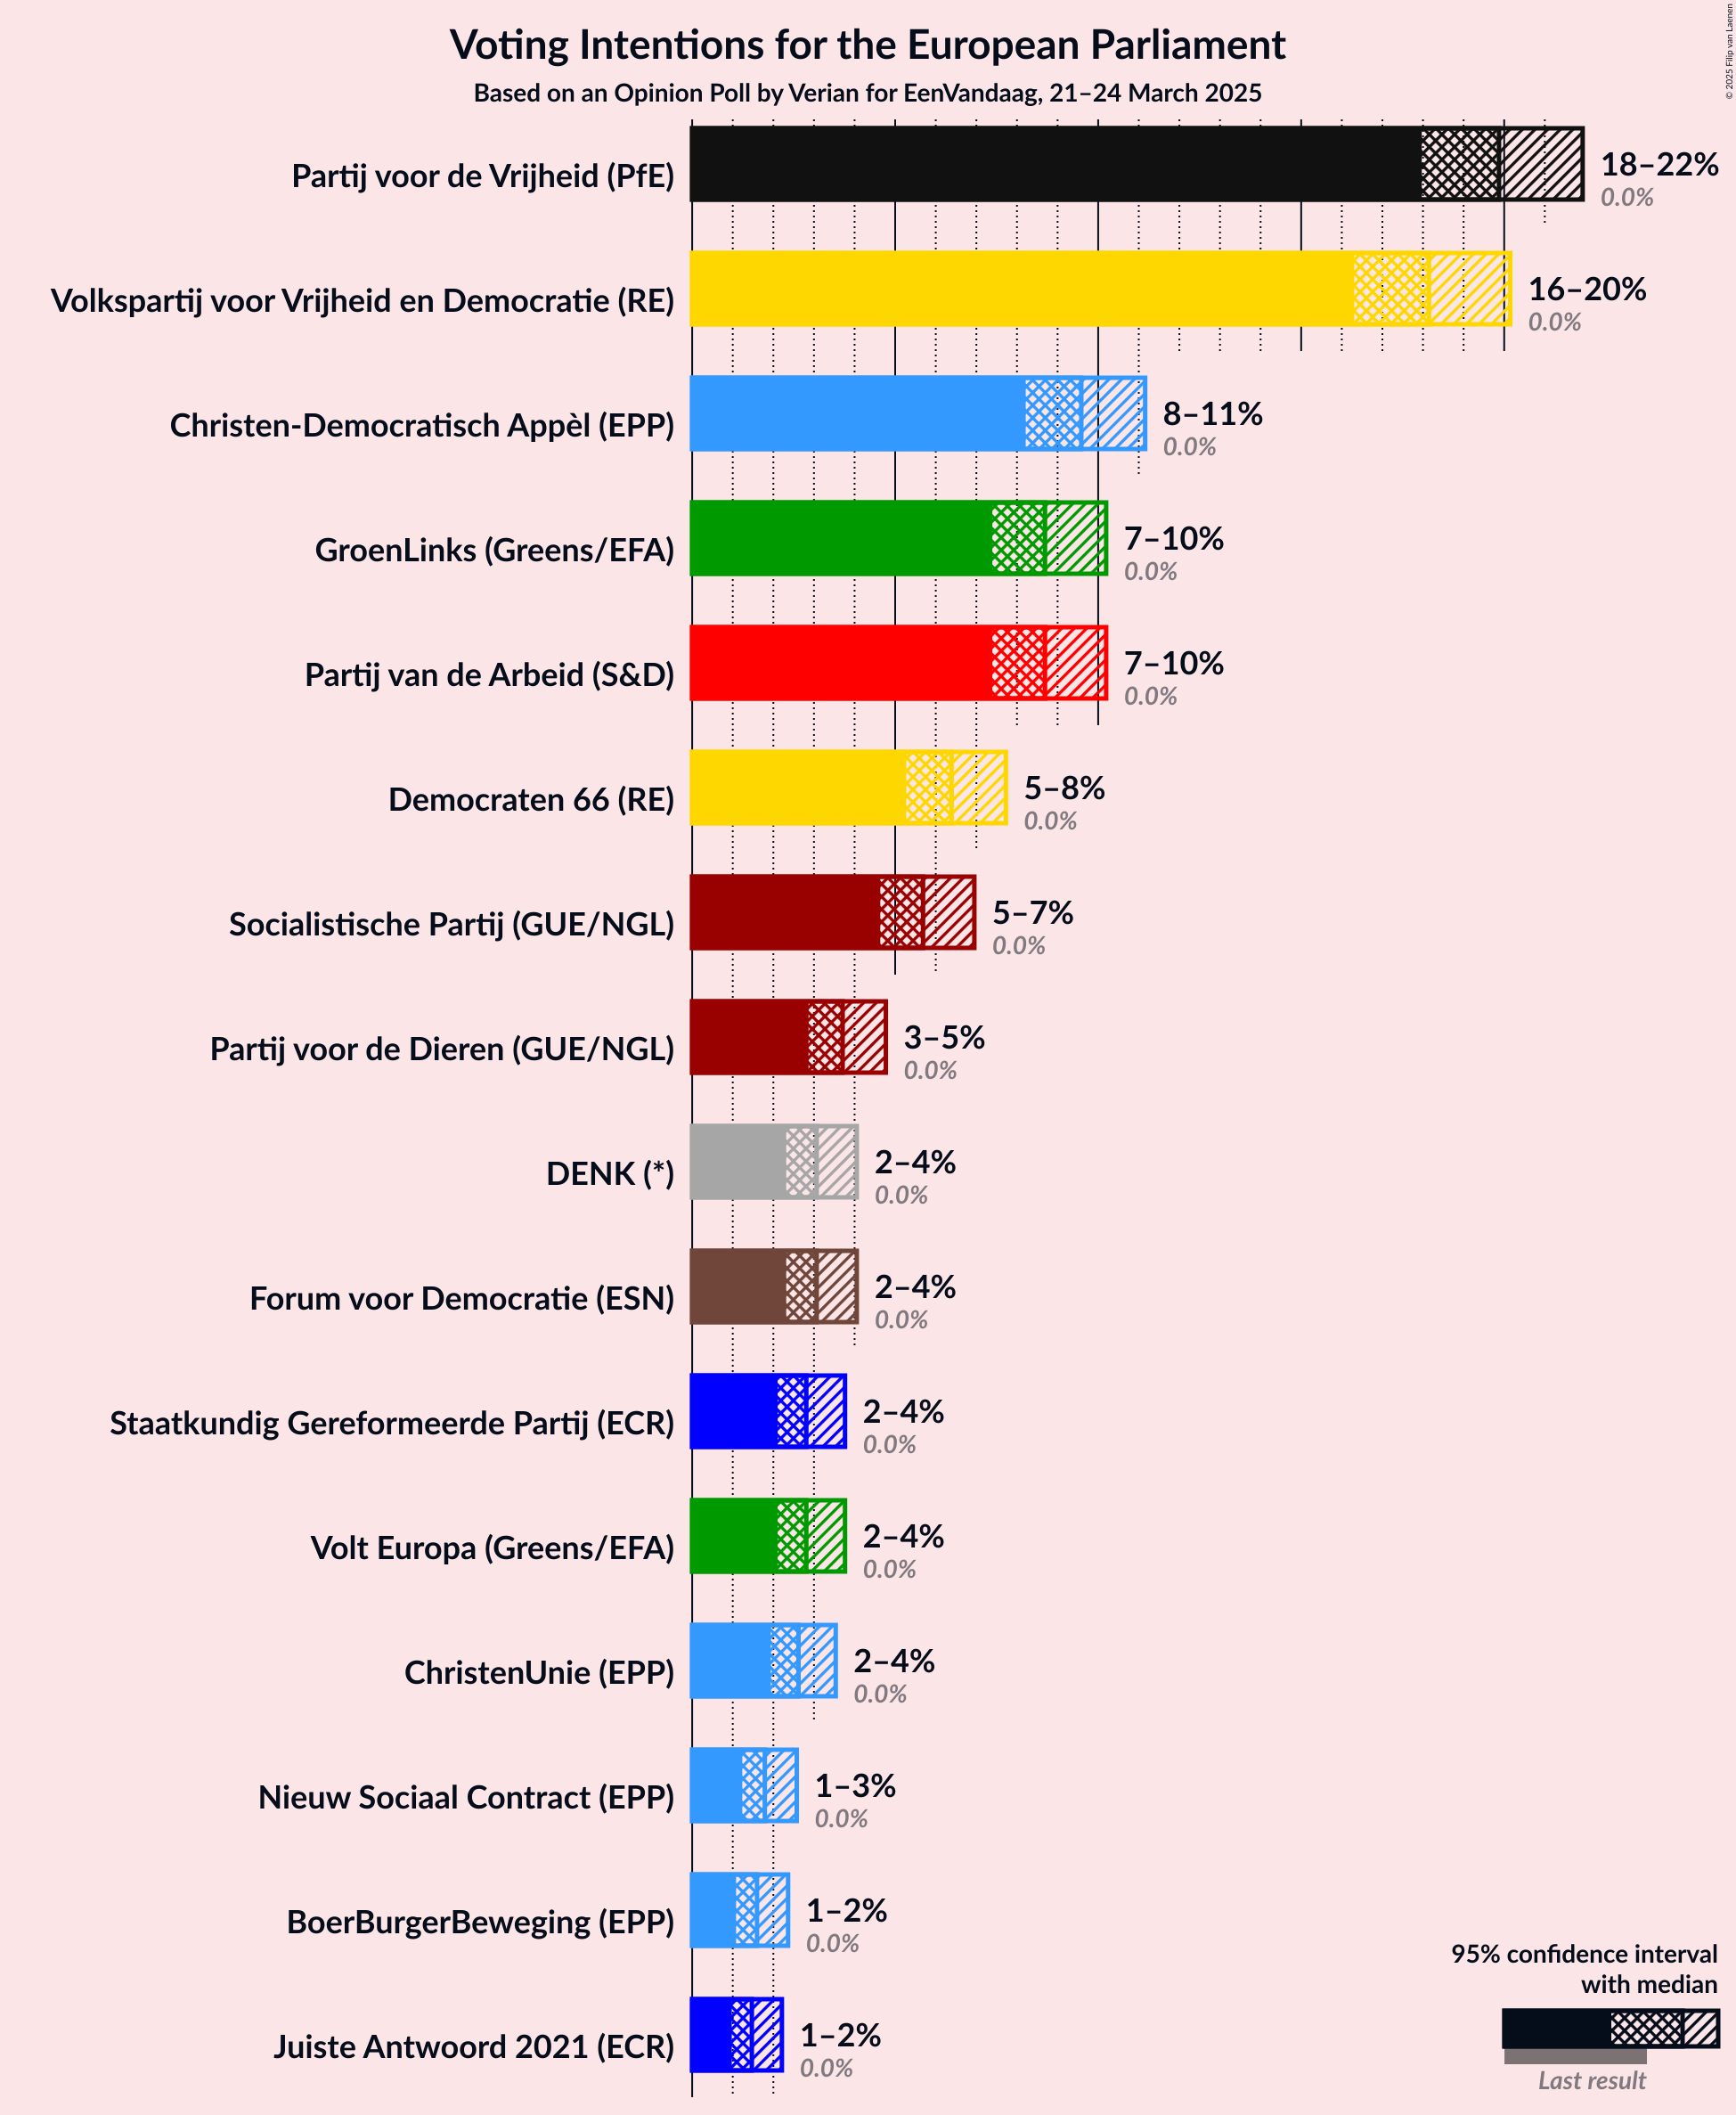 Voting Intentions for the European Parliament
Based on an Opinion Poll by Verian for EenVandaag, 21–24 March 2025
© 2025 Filip van Laenen
Partij voor de Vrijheid (PfE)
18–22%
0.0%
Volkspartij voor Vrijheid en Democratie (RE)
16–20%
0.0%
Christen-Democratisch Appèl (EPP)
8–11%
0.0%
GroenLinks (Greens/EFA)
7–10%
0.0%
Partij van de Arbeid (S&D)
7–10%
0.0%
Democraten 66 (RE)
5–8%
0.0%
Socialistische Partij (GUE/NGL)
5–7%
0.0%
Partij voor de Dieren (GUE/NGL)
3–5%
0.0%
DENK (*)
2–4%
0.0%
Forum voor Democratie (ESN)
2–4%
0.0%
Staatkundig Gereformeerde Partij (ECR)
2–4%
0.0%
Volt Europa (Greens/EFA)
2–4%
0.0%
ChristenUnie (EPP)
2–4%
0.0%
Nieuw Sociaal Contract (EPP)
1–3%
0.0%
BoerBurgerBeweging (EPP)
1–2%
0.0%
Juiste Antwoord 2021 (ECR)
1–2%
0.0%
95% confidence interval
with median
Last result